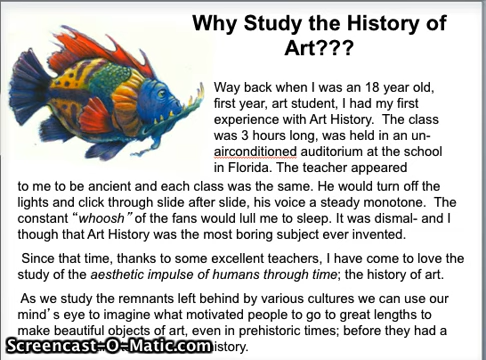 Why Study the History of
Art???
Way back when I was an 18 year old,
first year, art student, I had my first
experience with Art History.  The class
was 3 hours long, was held in an un-
airconditioned auditorium at the school
in Florida. The teacher appeared
to me to be ancient and each class was the same. He would turn off the
lights and click through slide after slide, his voice a steady monotone.  The
constant “whoosh” of the fans would lull me to sleep. It was dismal- and I
though that Art History was the most boring subject ever invented.
Since that time, thanks to some excellent teachers, I have come to love the
study of the aesthetic impulse of humans through time; the history of art.
As we study the remnants left behind by various cultures we can use our
mind’s eye to imagine what motivated people to go to great lengths to
make beautiful objects of art, even in prehistoric times; before they had a
history.
Screencast-O-Matic.com